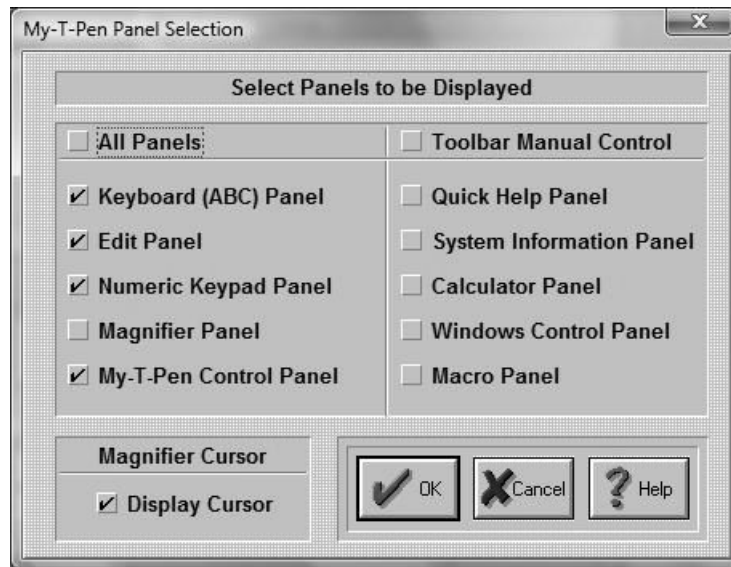 My-T-Pen Panel Selection
X
Select Panels to be Displayed
All Panels
Toolbar Manual Control
Keyboard (ABC) Panel
Quick Help Panel
Edit Panel
System Information Panel
Numeric Keypad Panel
Calculator Panel
Magnifier Panel
Windows Control Panel
My-T-Pen Control Panel
Macro Panel
Magnifier Cursor
Display Cursor
OK
Cancel
Help